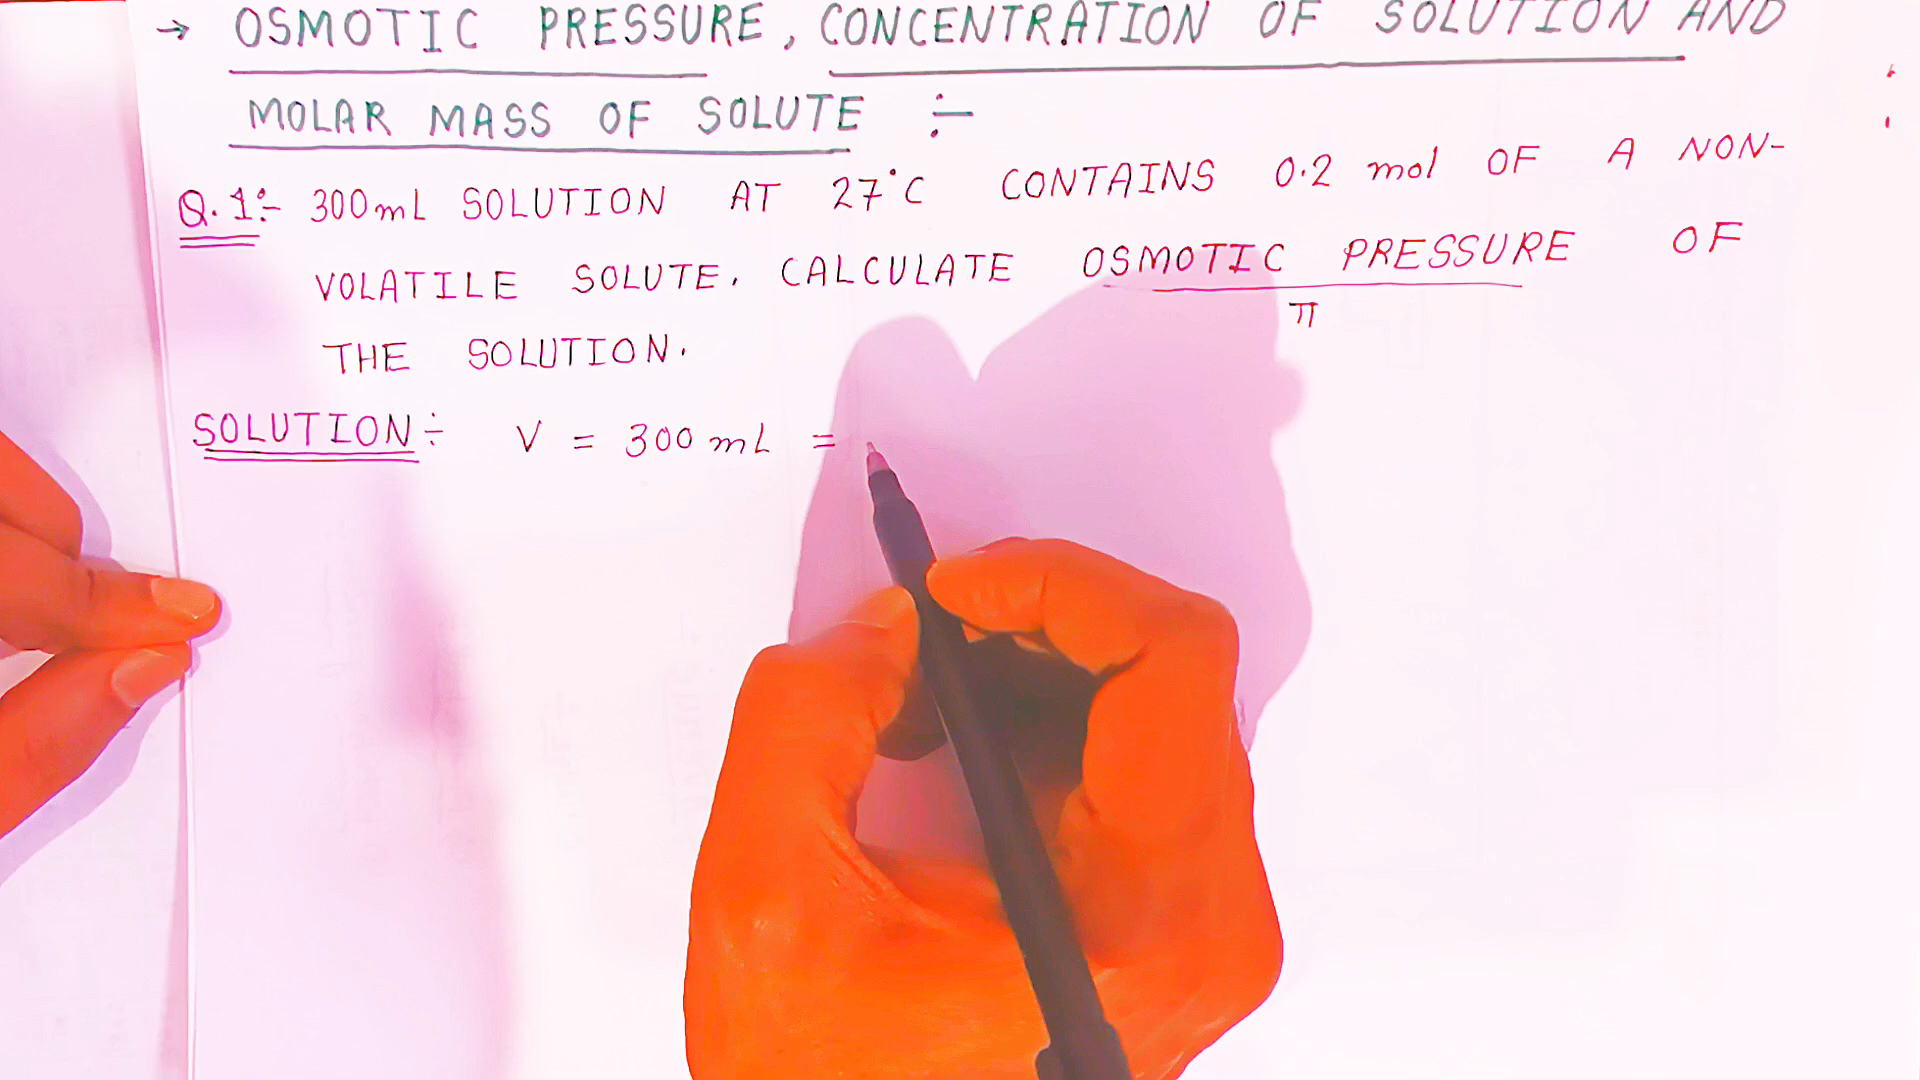 → OSMOTIC PRESSURE, CONCENTRATION OF SOLUTION AND
MOLAR MASS OF SOLUTE :-
Q.1:- 300mL SOLUTION AT 27°C CONTAINS 0.2 mol OF A NON-
VOLATILE SOLUTE. CALCULATE OSMOTIC PRESSURE OF
π
THE SOLUTION.
SOLUTION:- V = 300 mL =